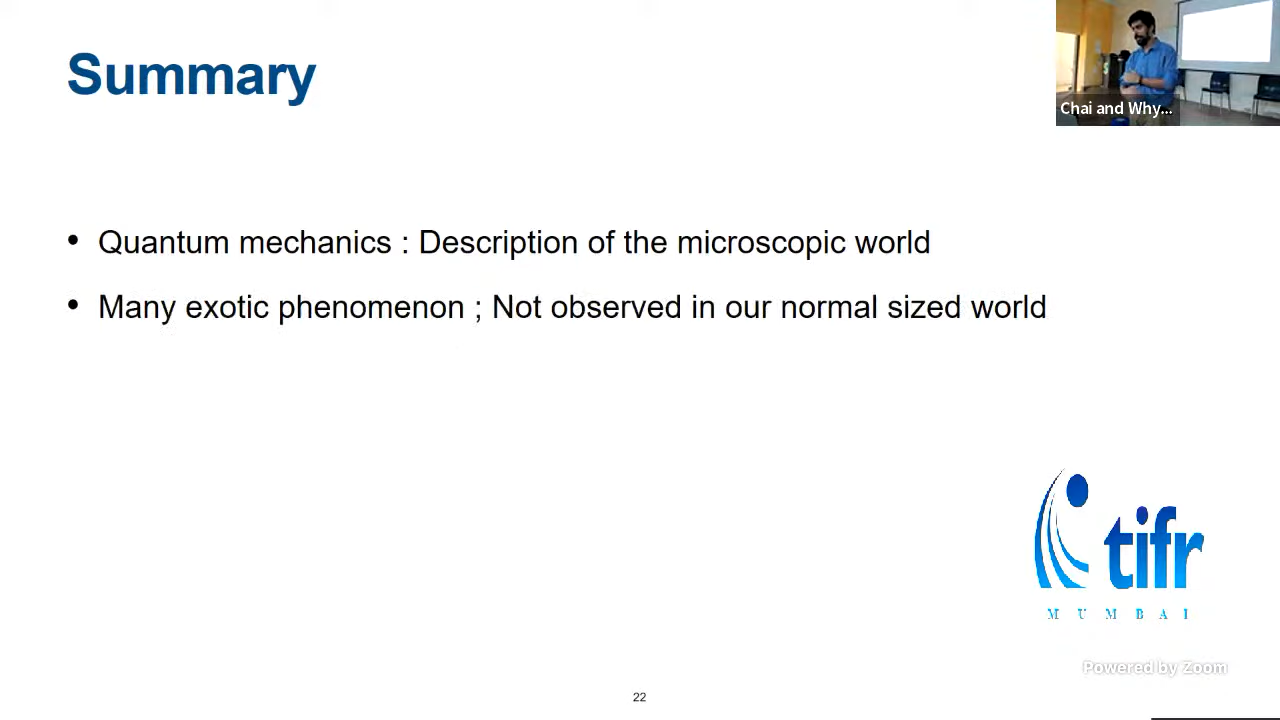 Summary
Chai and Why...
• Quantum mechanics : Description of the microscopic world
• Many exotic phenomenon ; Not observed in our normal sized world
tifr
MUMBAI
Powered by Zoom
22